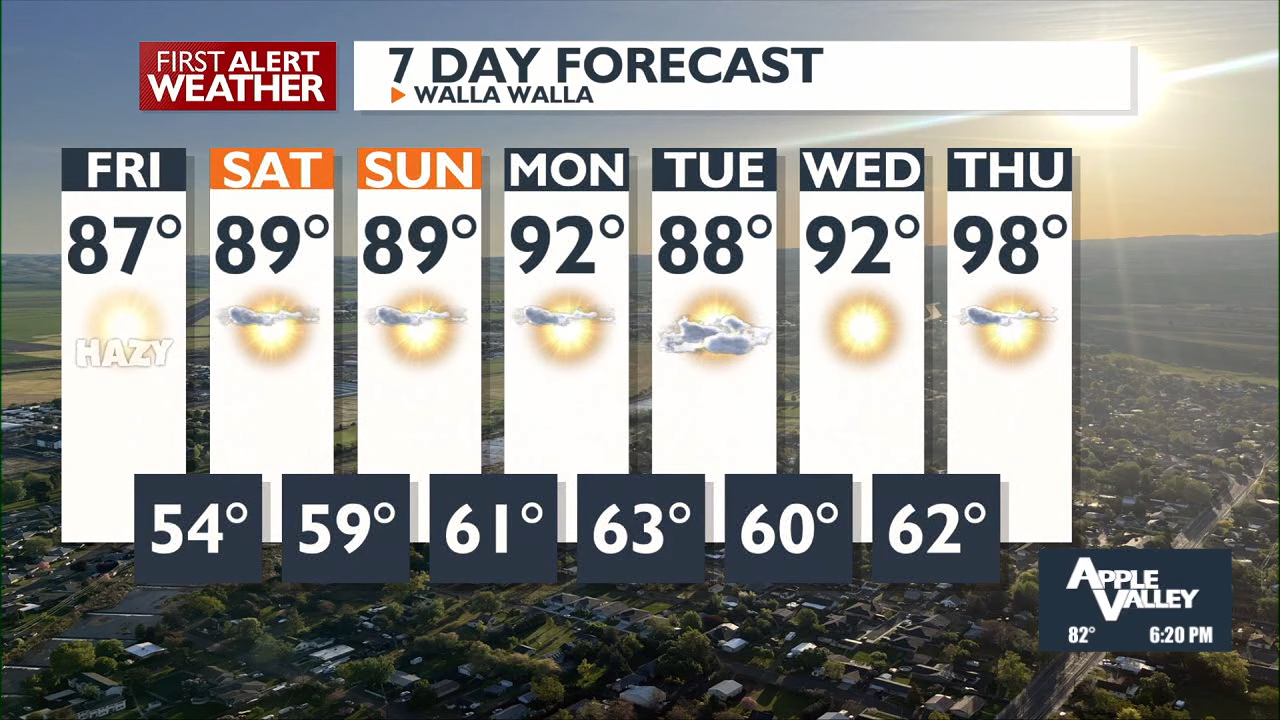 FIRST ALERT
WEATHER
7 DAY FORECAST
WALLA WALLA
FRI SAT SUN MON TUE WED THU
87° 89° 89° 92° 88° 92° 98°
HAZY
54° 59° 61° 63° 60° 62°
APPLE
VALLEY
82° 6:20 PM